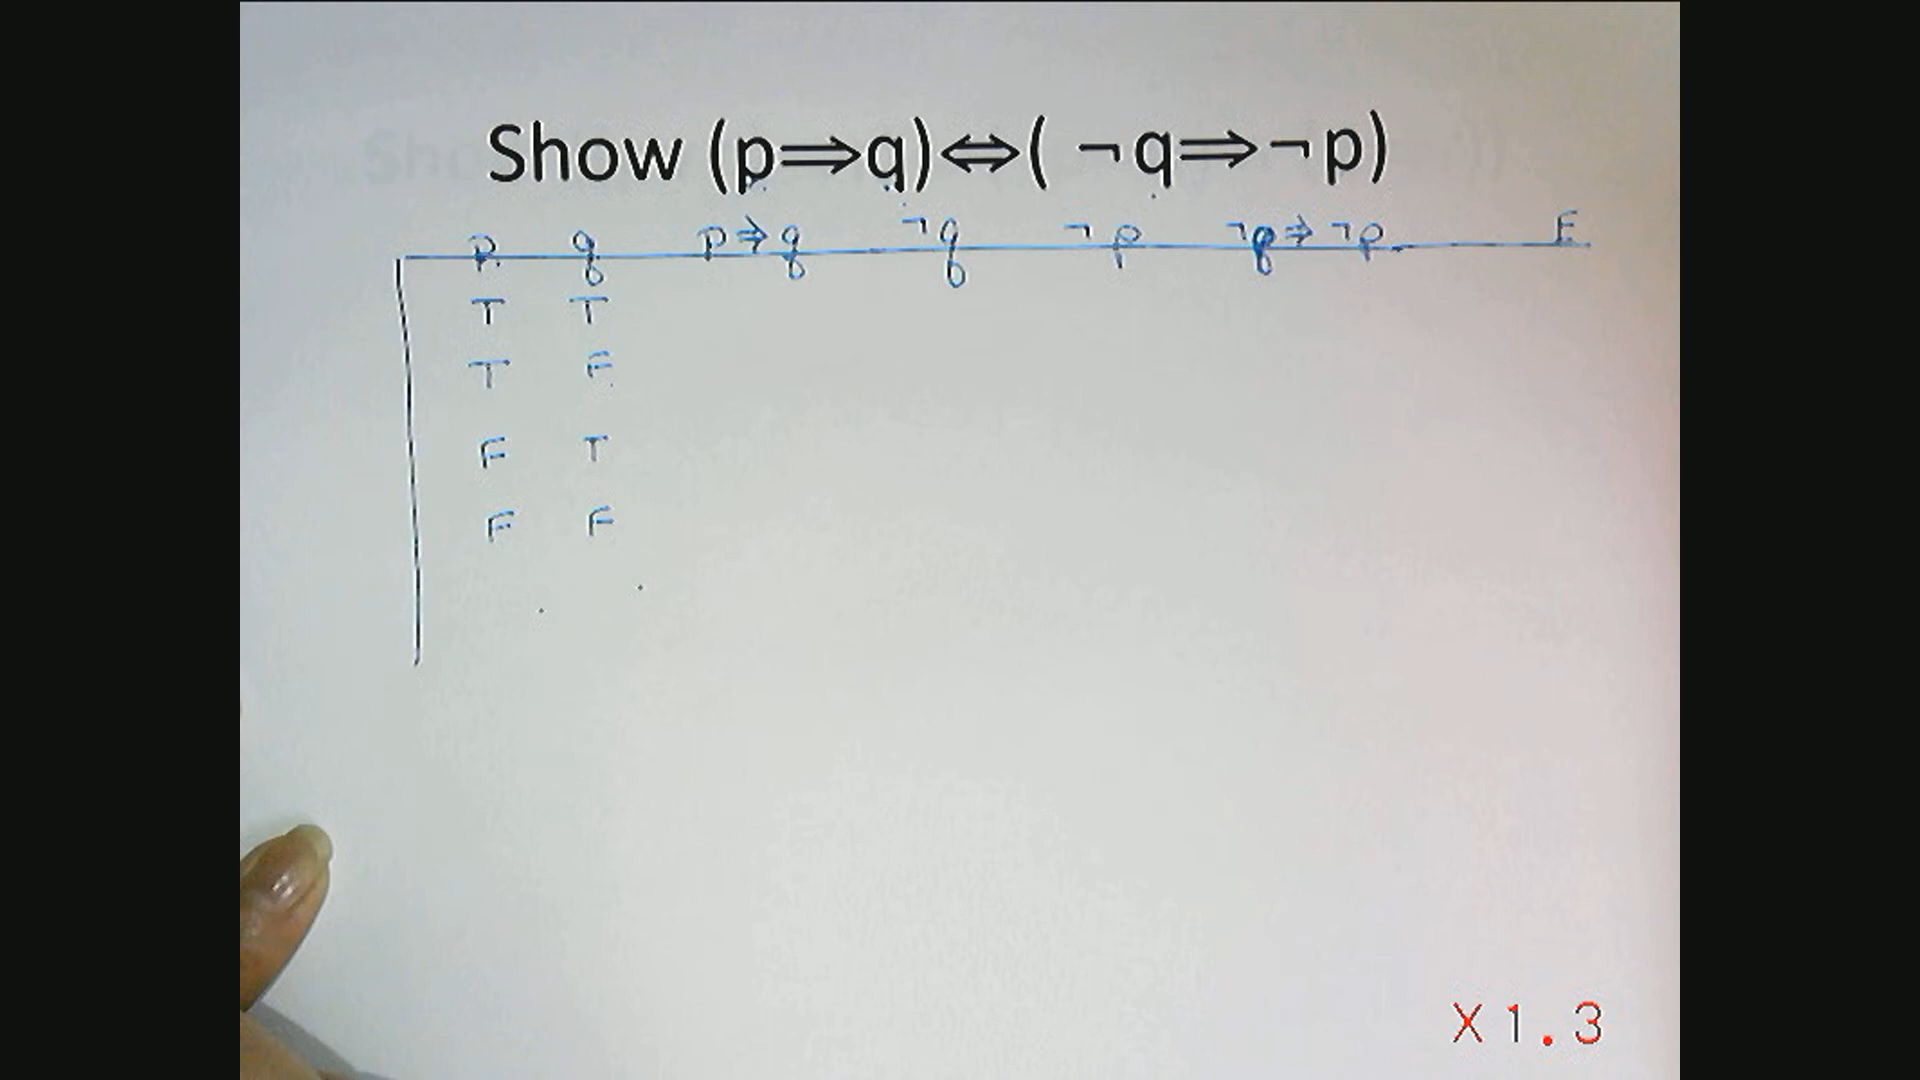 Show (p⇒q)⇔( ¬q⇒¬p)
p q p⇒q ¬q ¬p ¬q⇒¬p E
T T
T F
F T
F F
X1.3